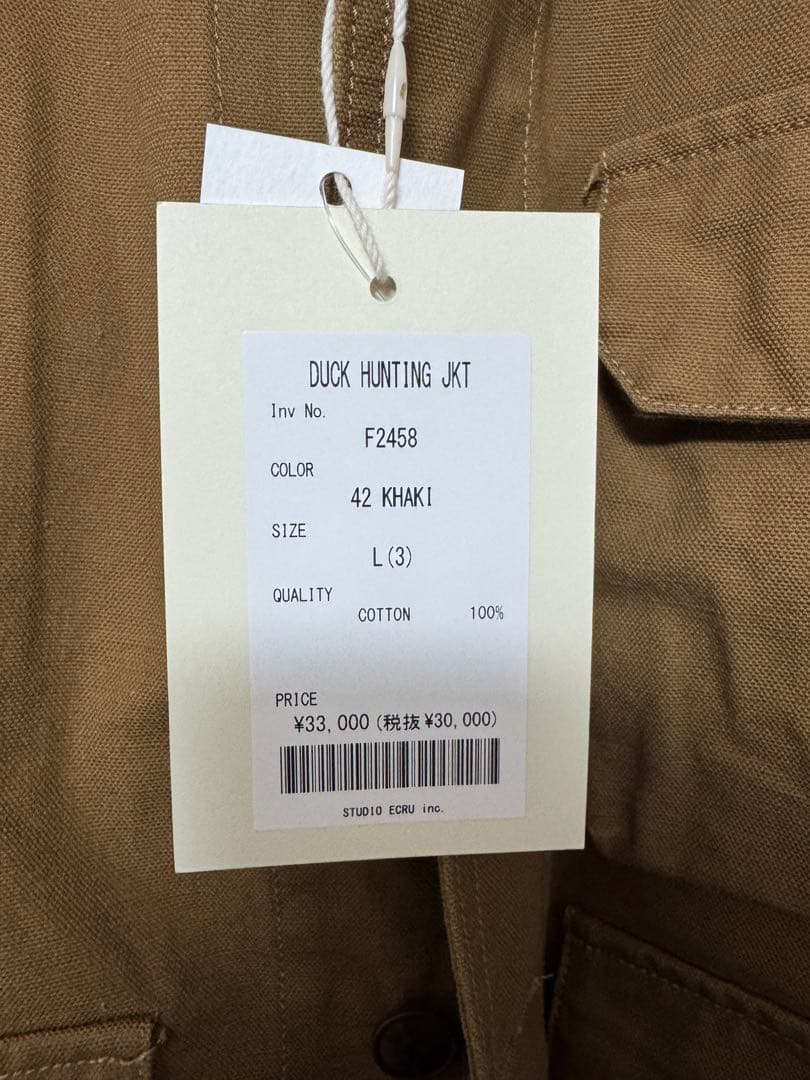 DUCK HUNTING JKT
Inv No.
F2458
COLOR
42 KHAKI
SIZE
L(3)
QUALITY
COTTON 100%
PRICE
¥33,000(税抜¥30,000)
STUDIO ECRU inc.